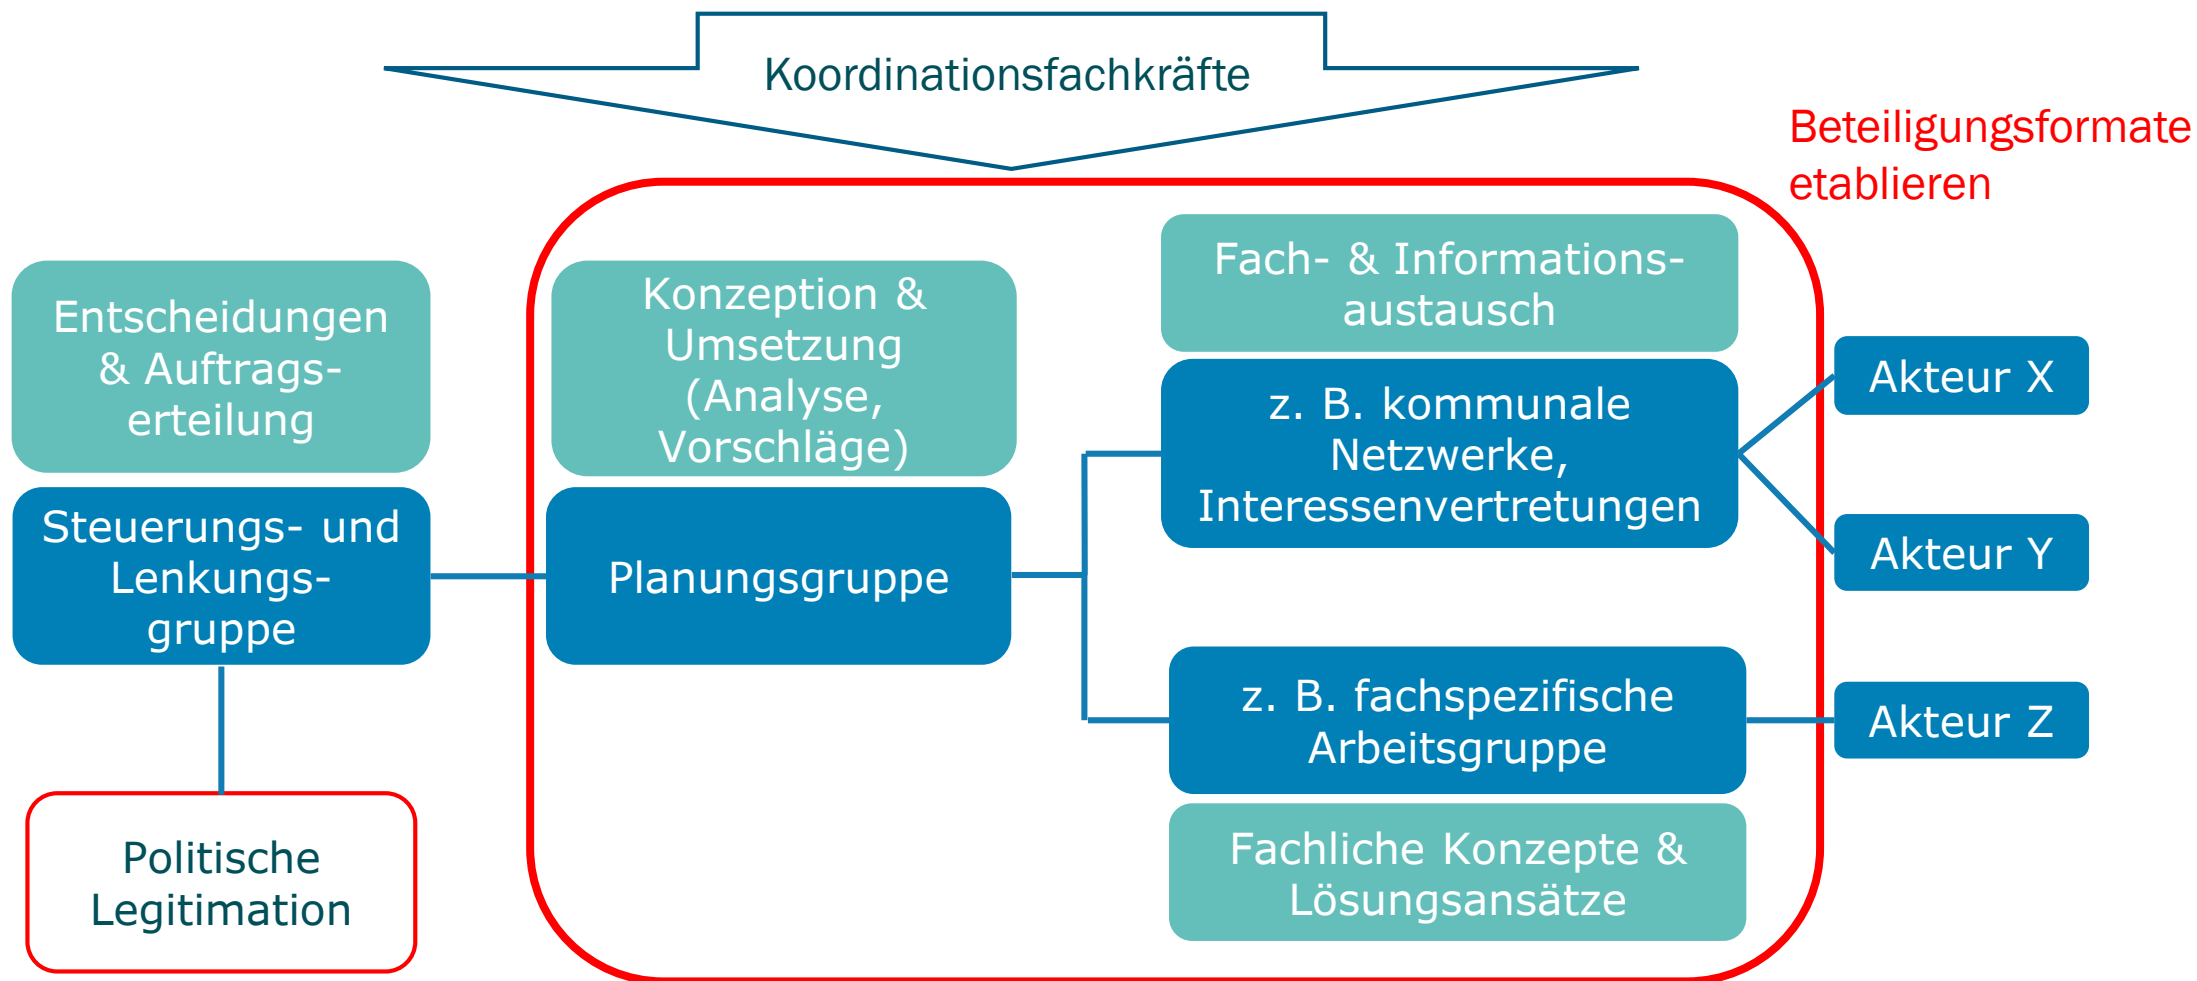 Koordinationsfachkräfte
Beteiligungsformate
etablieren
Entscheidungen
& Auftrags-
erteilung
Steuerungs- und
Lenkungs-
gruppe
Politische
Legitimation
Konzeption &
Umsetzung
(Analyse,
Vorschläge)
Planungsgruppe
Fach- & Informations-
austausch
z. B. kommunale
Netzwerke,
Interessenvertretungen
z. B. fachspezifische
Arbeitsgruppe
Fachliche Konzepte &
Lösungsansätze
Akteur X
Akteur Y
Akteur Z